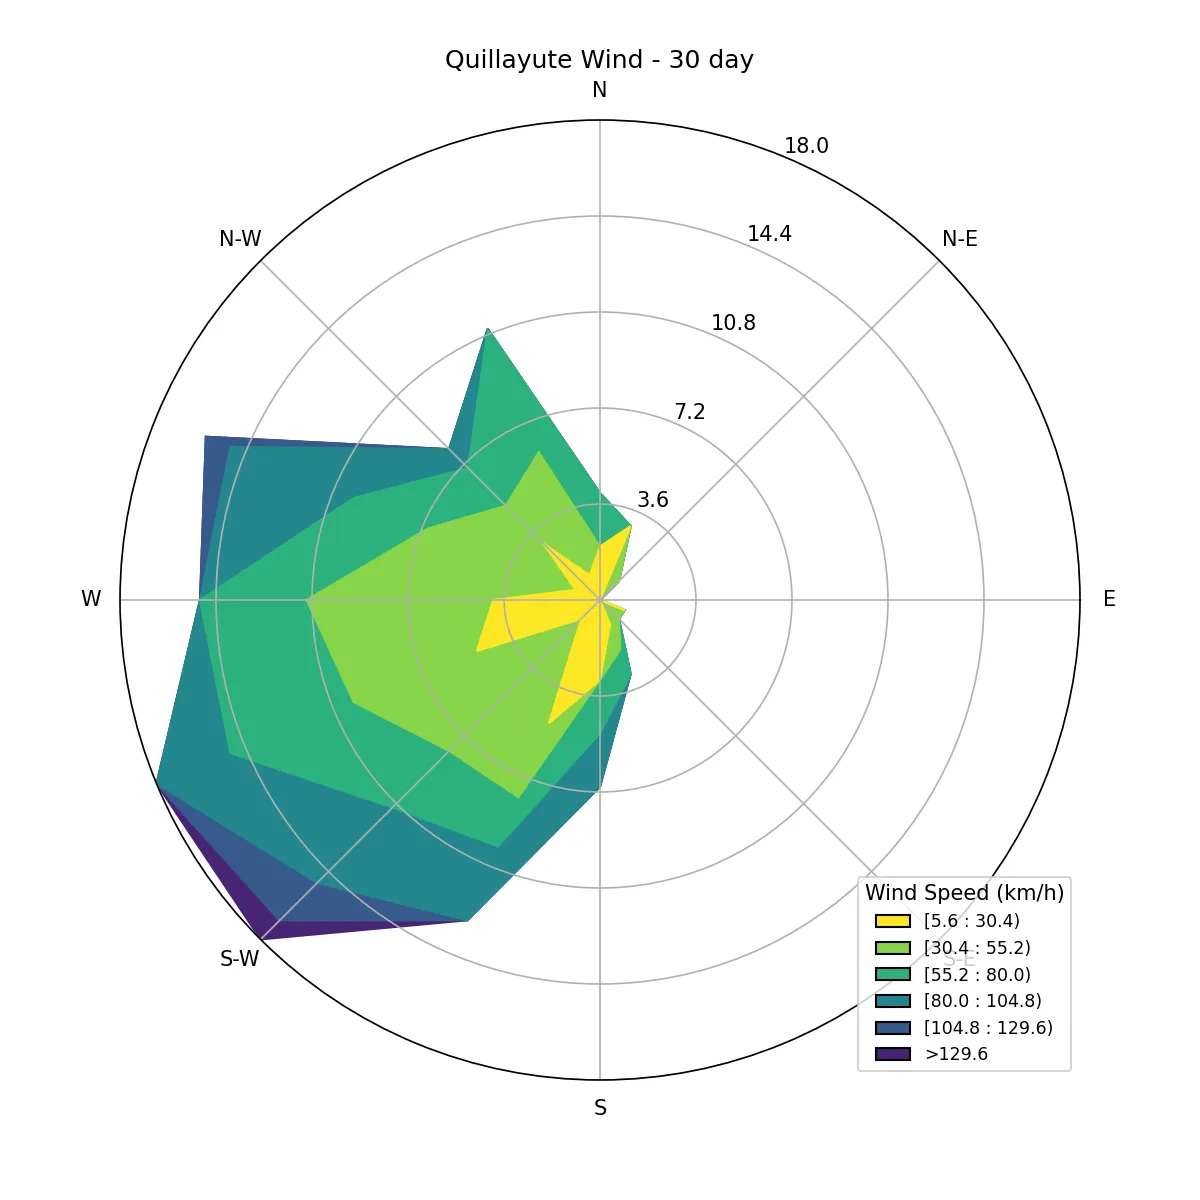 Quillayute Wind - 30 day
N
18.0
14.4
N-W
N-E
10.8
7.2
3.6
W
E
Wind Speed (km/h)
[5.6 : 30.4)
[30.4 : 55.2)
S-W
S-E
[55.2 : 80.0)
[80.0 : 104.8)
[104.8 : 129.6)
>129.6
S